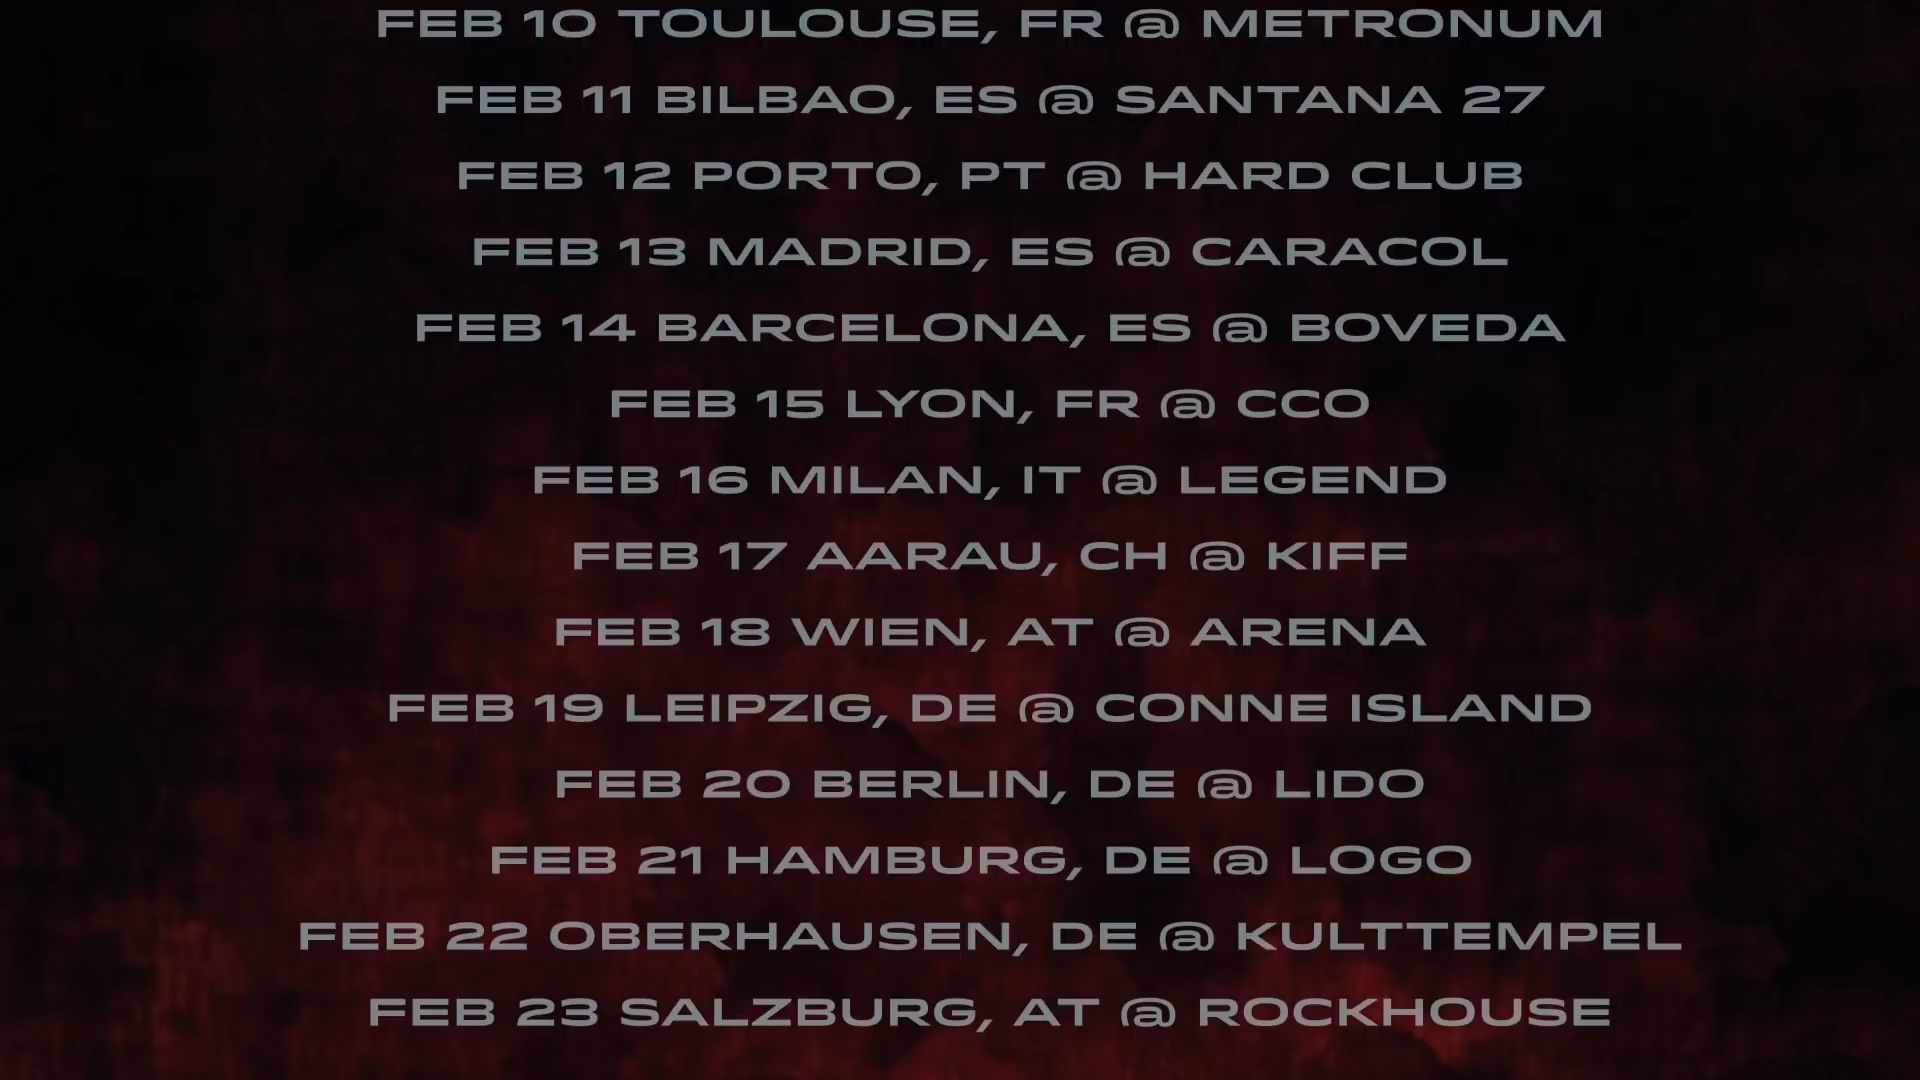 FEB 10 TOULOUSE, FR @ METRONUM
FEB 11 BILBAO, ES @ SANTANA 27
FEB 12 PORTO, PT @ HARD CLUB
FEB 13 MADRID, ES @ CARACOL
FEB 14 BARCELONA, ES @ BOVEDA
FEB 15 LYON, FR @ CCO
FEB 16 MILAN, IT @ LEGEND
FEB 17 AARAU, CH @ KIFF
FEB 18 WIEN, AT @ ARENA
FEB 19 LEIPZIG, DE @ CONNE ISLAND
FEB 20 BERLIN, DE @ LIDO
FEB 21 HAMBURG, DE @ LOGO
FEB 22 OBERHAUSEN, DE @ KULTTEMPEL
FEB 23 SALZBURG, AT @ ROCKHOUSE